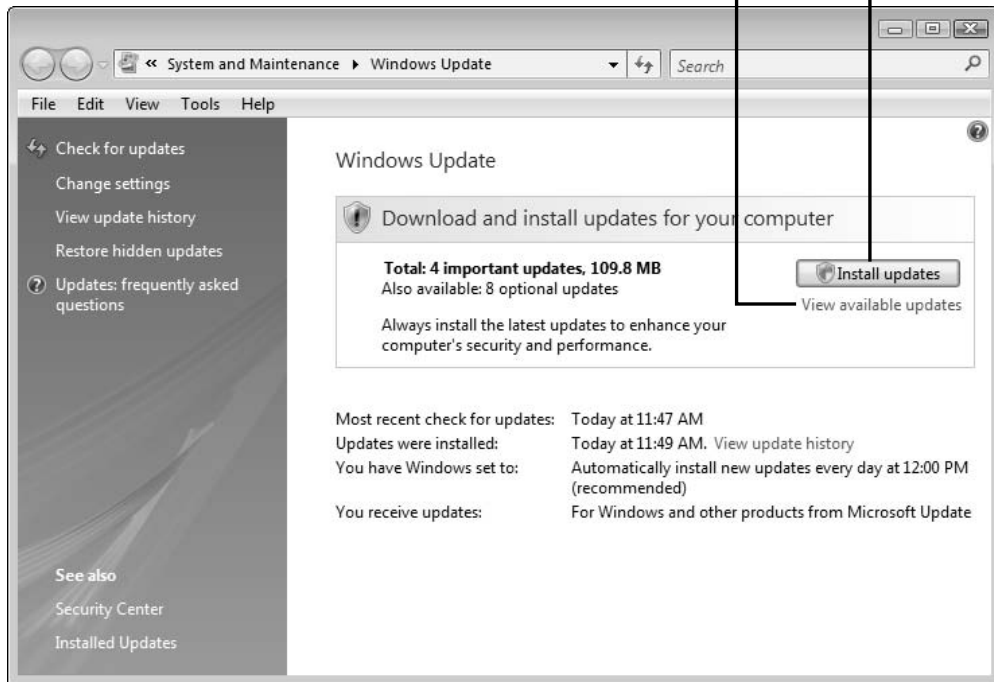 « System and Maintenance ▸ Windows Update
Search
File Edit View Tools Help
Check for updates
Change settings
View update history
Restore hidden updates
Updates: frequently asked
questions
See also
Security Center
Installed Updates
Windows Update
Download and install updates for your computer
Total: 4 important updates, 109.8 MB
Also available: 8 optional updates
Always install the latest updates to enhance your
computer's security and performance.
Install updates
View available updates
Most recent check for updates: Today at 11:47 AM
Updates were installed: Today at 11:49 AM. View update history
You have Windows set to: Automatically install new updates every day at 12:00 PM
(recommended)
You receive updates: For Windows and other products from Microsoft Update